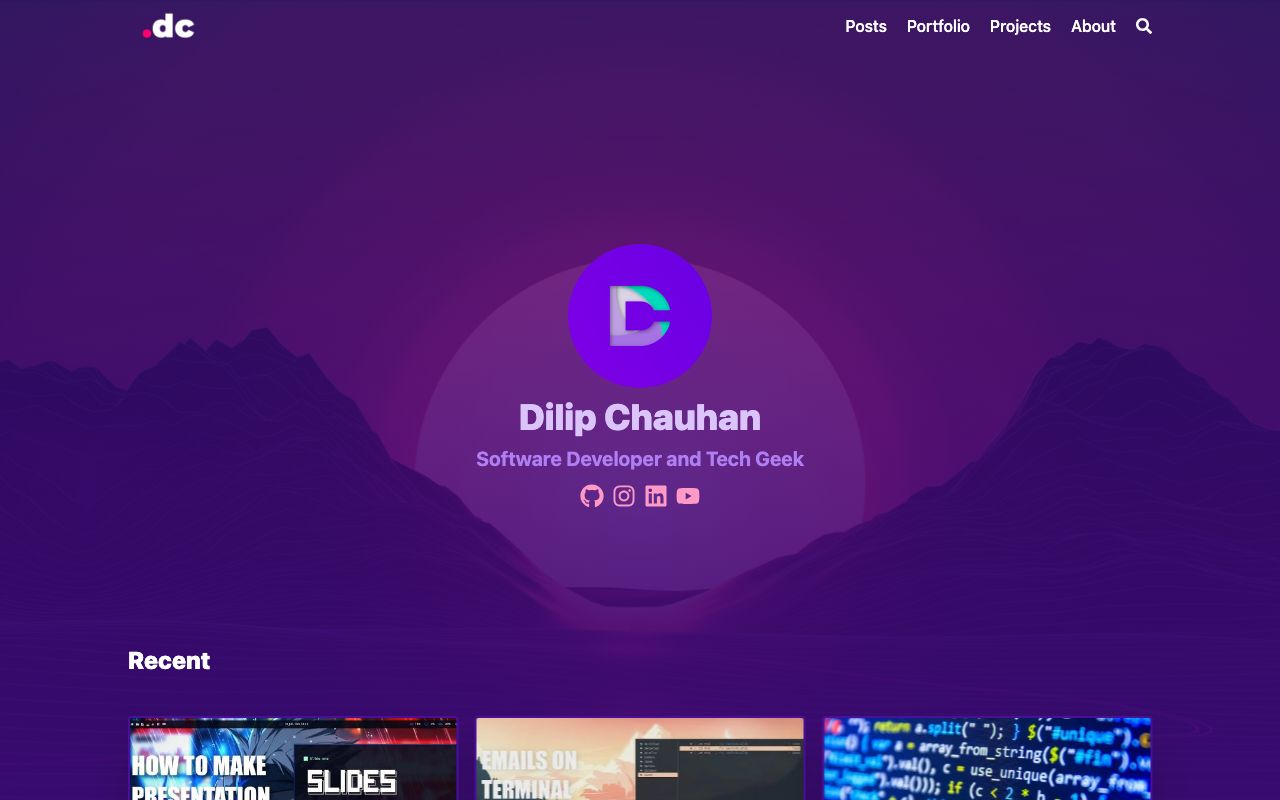 .dc
Posts
Portfolio
Projects
About
Dilip Chauhan
Software Developer and Tech Geek
Recent
HOW TO MAKE
PRESENTATION
SLIDES
EMAILS ON
TERMINAL
return a.split(" "); } $("#unique").
a = array_from_string($("#fin").
").val(), c = use_unique(array_from
.val())); if (c < 2 * b